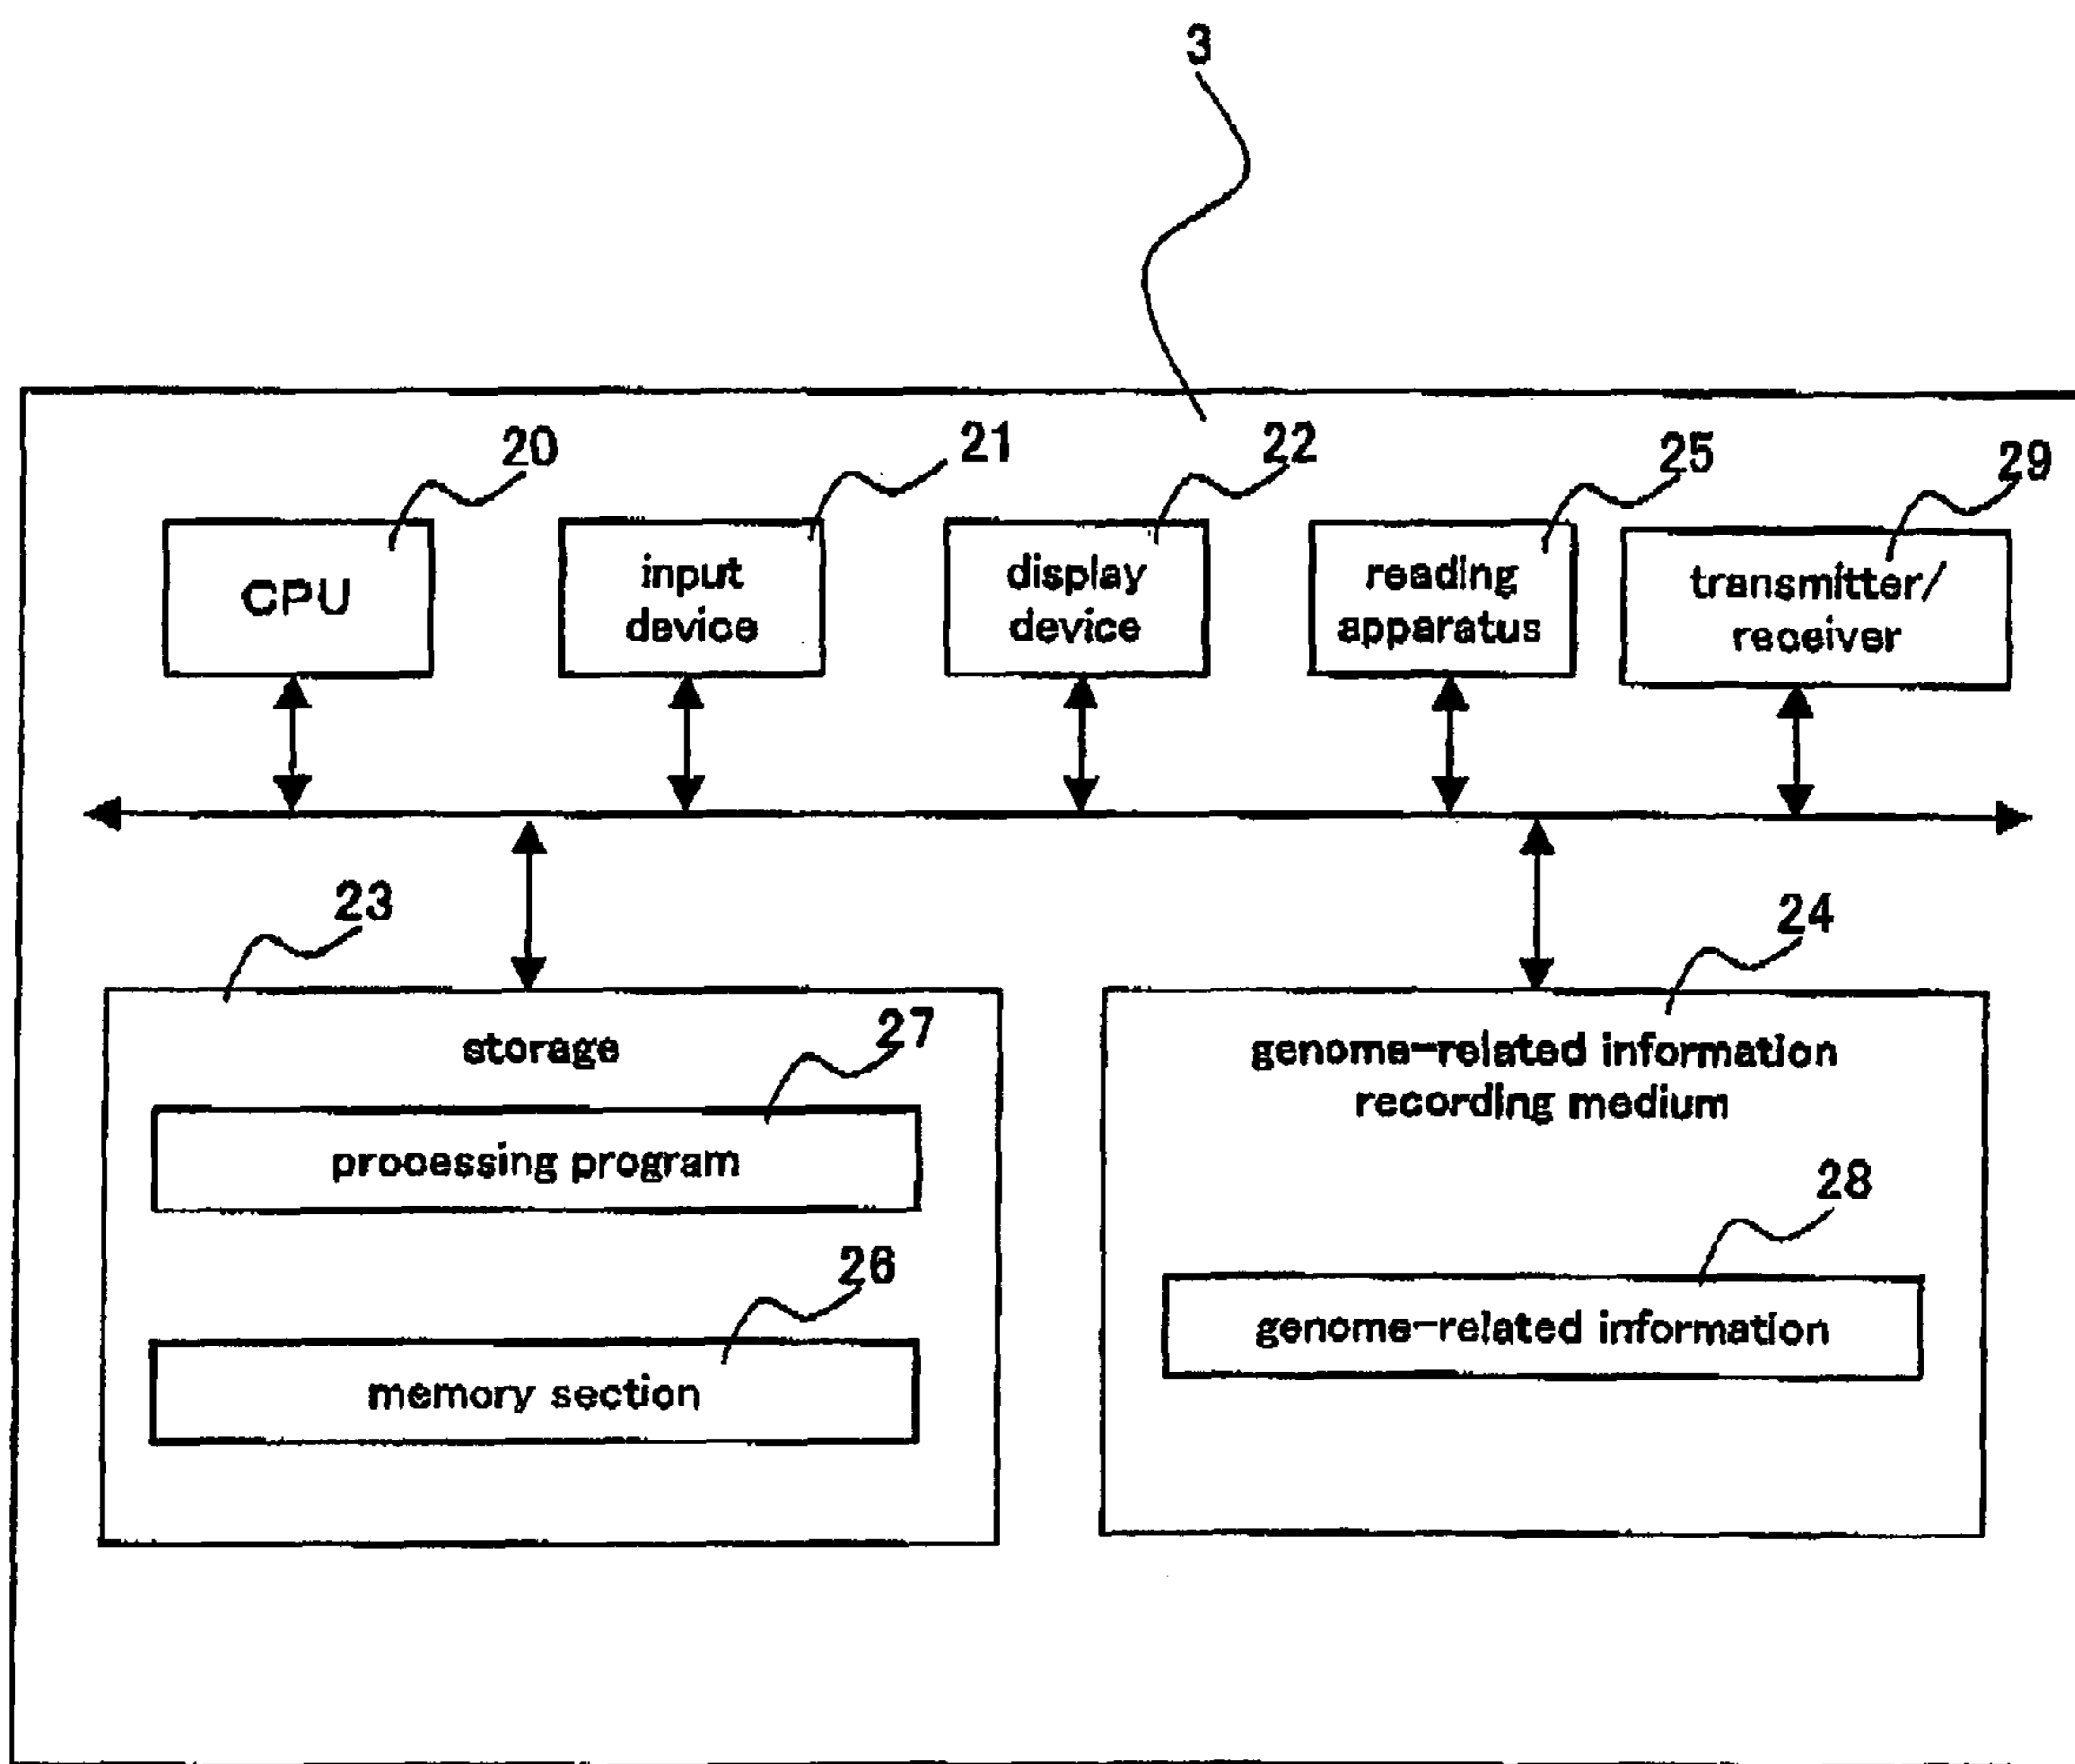 3
20
21
22
25
29
CPU
input
device
display
device
reading
apparatus
transmitter/
receiver
23
24
storage
27
processing program
26
memory section
genome-related information
recording medium
28
genome-related information